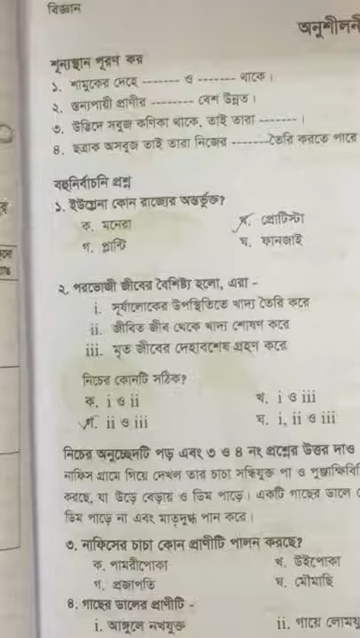 বিজ্ঞান
অনুশীলনী
শূন্যস্থান পূরণ কর
১. শামুকের দেহে ------- ও ------- থাকে।
২. স্তন্যপায়ী প্রাণীর ------- বেশ উন্নত।
৩. উদ্ভিদে সবুজ কণিকা থাকে, তাই তারা -------।
৪. ছত্রাক অসবুজ তাই তারা নিজের -------তৈরি করতে পারে
বহুনির্বাচনি প্রশ্ন
১. ইউগ্লেনা কোন রাজ্যের অন্তর্ভুক্ত?
ক. মনেরা
খ. প্রোটিস্টা
গ. প্লান্টি
ঘ. ফানজাই
২. পরভোজী জীবের বৈশিষ্ট্য হলো, এরা -
i. সূর্যালোকের উপস্থিতিতে খাদ্য তৈরি করে
ii. জীবিত জীব থেকে খাদ্য শোষণ করে
iii. মৃত জীবের দেহাবশেষ গ্রহণ করে
নিচের কোনটি সঠিক?
ক. i ও ii
খ. i ও iii
গ. ii ও iii
ঘ. i, ii ও iii
নিচের অনুচ্ছেদটি পড় এবং ৩ ও ৪ নং প্রশ্নের উত্তর দাও
নাফিস গ্রামে গিয়ে দেখল তার চাচা সন্ধিযুক্ত পা ও পুঞ্জাক্ষিবি
করছে, যা উড়ে বেড়ায় ও ডিম পাড়ে। একটি গাছের ডালে
ডিম পাড়ে না এবং মাতৃদুগ্ধ পান করে।
৩. নাফিসের চাচা কোন প্রাণীটি পালন করছে?
ক. পামরীপোকা
খ. উইপোকা
গ. প্রজাপতি
ঘ. মৌমাছি
৪. গাছের ডালের প্রাণীটি -
i. আঙ্গুলে নখযুক্ত
ii. গায়ে লোমযু